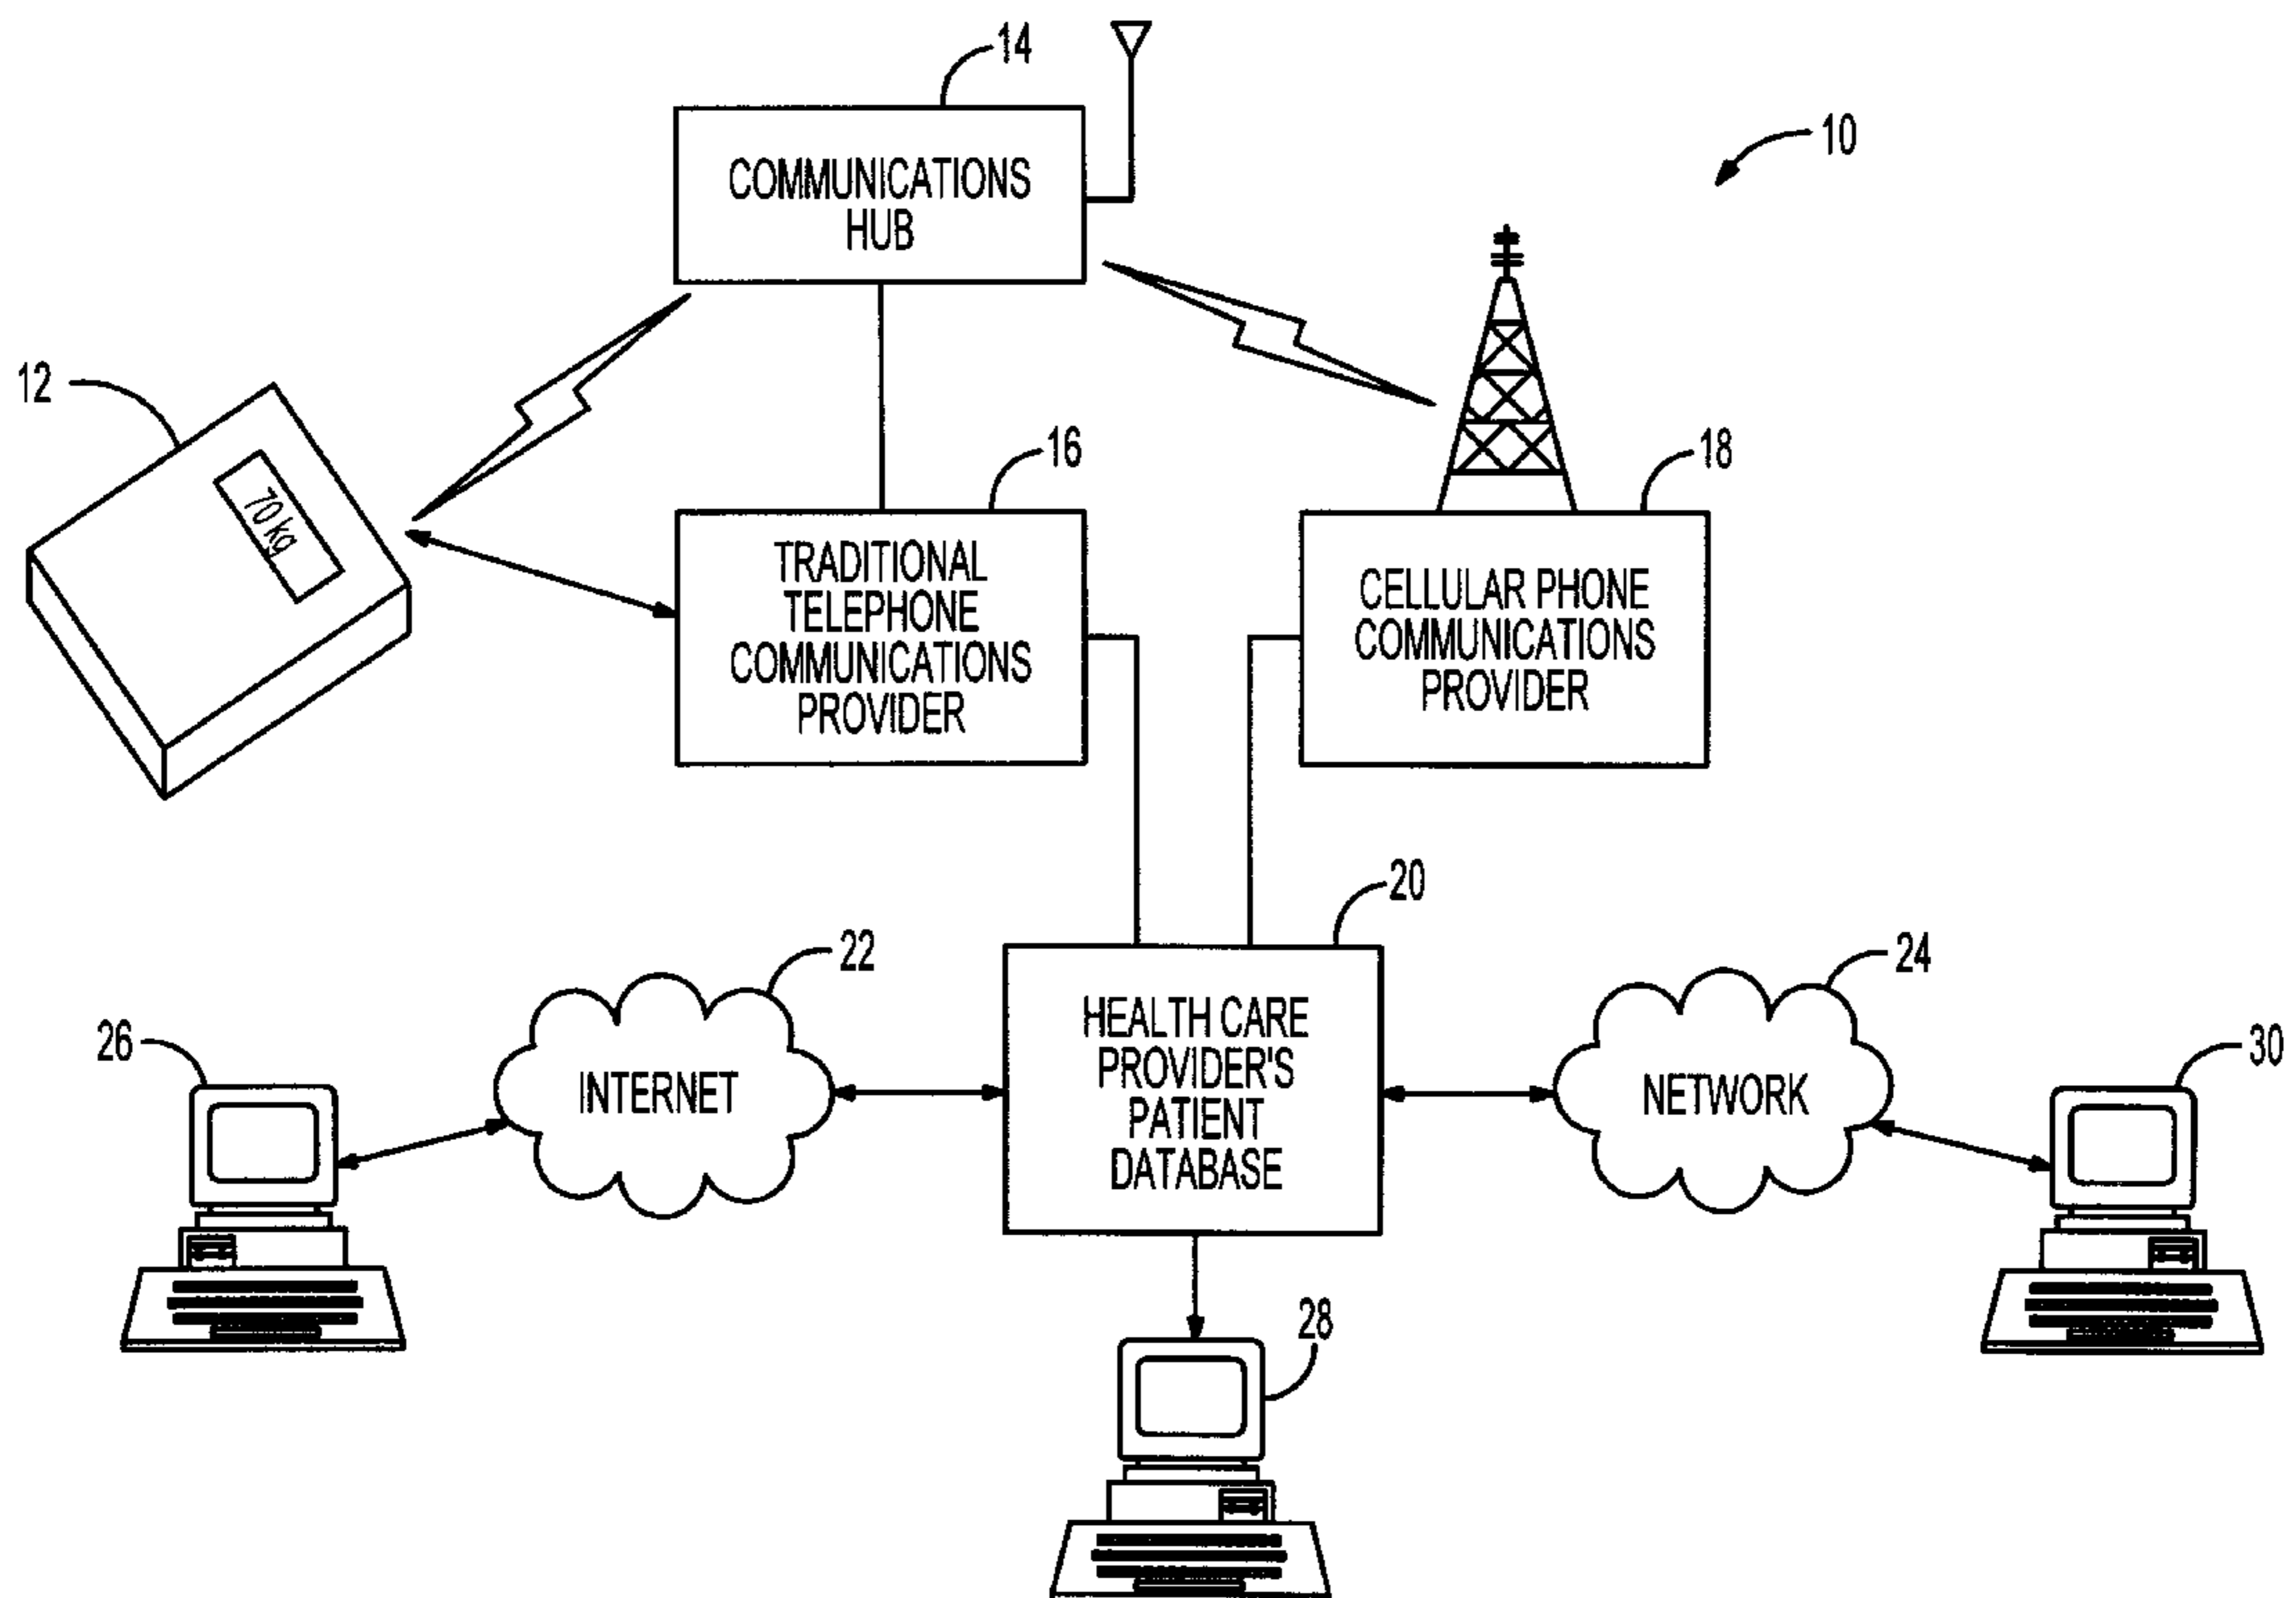 14
10
COMMUNICATIONS
HUB
12
70 kg
16
18
TRADITIONAL
TELEPHONE
COMMUNICATIONS
PROVIDER
CELLULAR PHONE
COMMUNICATIONS
PROVIDER
20
22
24
26
30
INTERNET
HEALTH CARE
PROVIDER'S
PATIENT
DATABASE
NETWORK
28